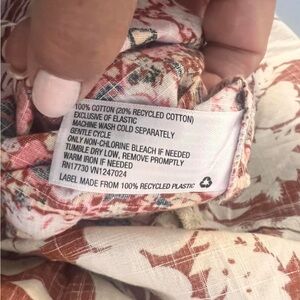 100% COTTON (20% RECYCLED COTTON)
EXCLUSIVE OF ELASTIC
MACHINE WASH COLD SEPARATELY
GENTLE CYCLE
ONLY NON-CHLORINE BLEACH IF NEEDED
TUMBLE DRY LOW, REMOVE PROMPTLY
WARM IRON IF NEEDED
RN17730 VN1247024
LABEL MADE FROM 100% RECYCLED PLASTIC